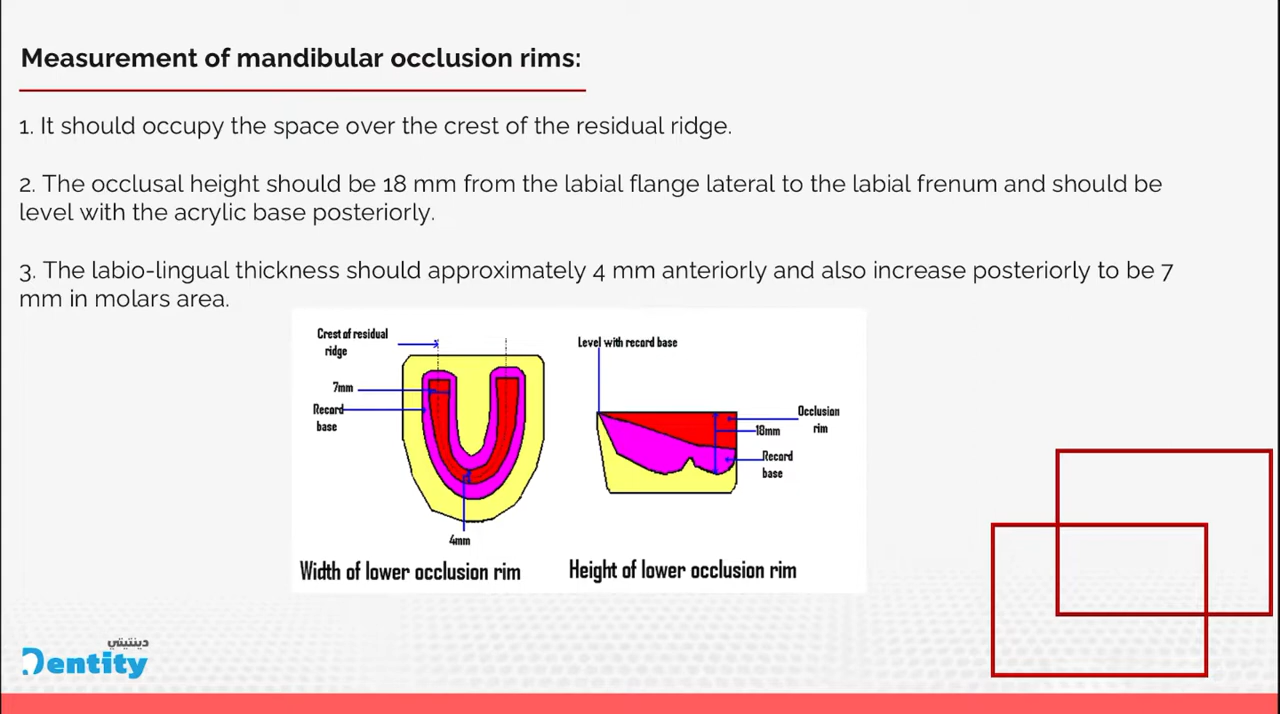 Measurement of mandibular occlusion rims:
1. It should occupy the space over the crest of the residual ridge.
2. The occlusal height should be 18 mm from the labial flange lateral to the labial frenum and should be
level with the acrylic base posteriorly.
3. The labio-lingual thickness should approximately 4 mm anteriorly and also increase posteriorly to be 7
mm in molars area.
Crest of residual
ridge
7mm
Record
base
4mm
Width of lower occlusion rim
Level with record base
Occlusion
rim
18mm
Record
base
Height of lower occlusion rim
دينتيتي
Dentity